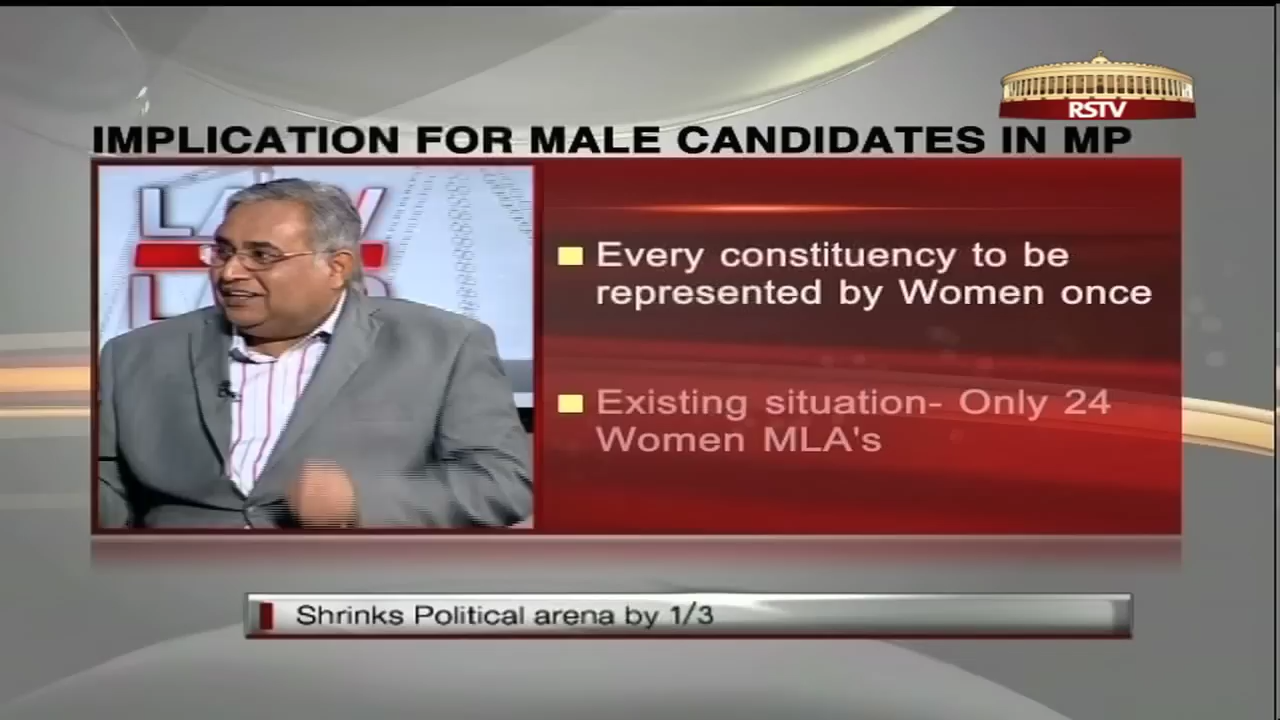 RSTV
IMPLICATION FOR MALE CANDIDATES IN MP
LAW
Every constituency to be
represented by Women once
Existing situation- Only 24
Women MLA's
Shrinks Political arena by 1/3